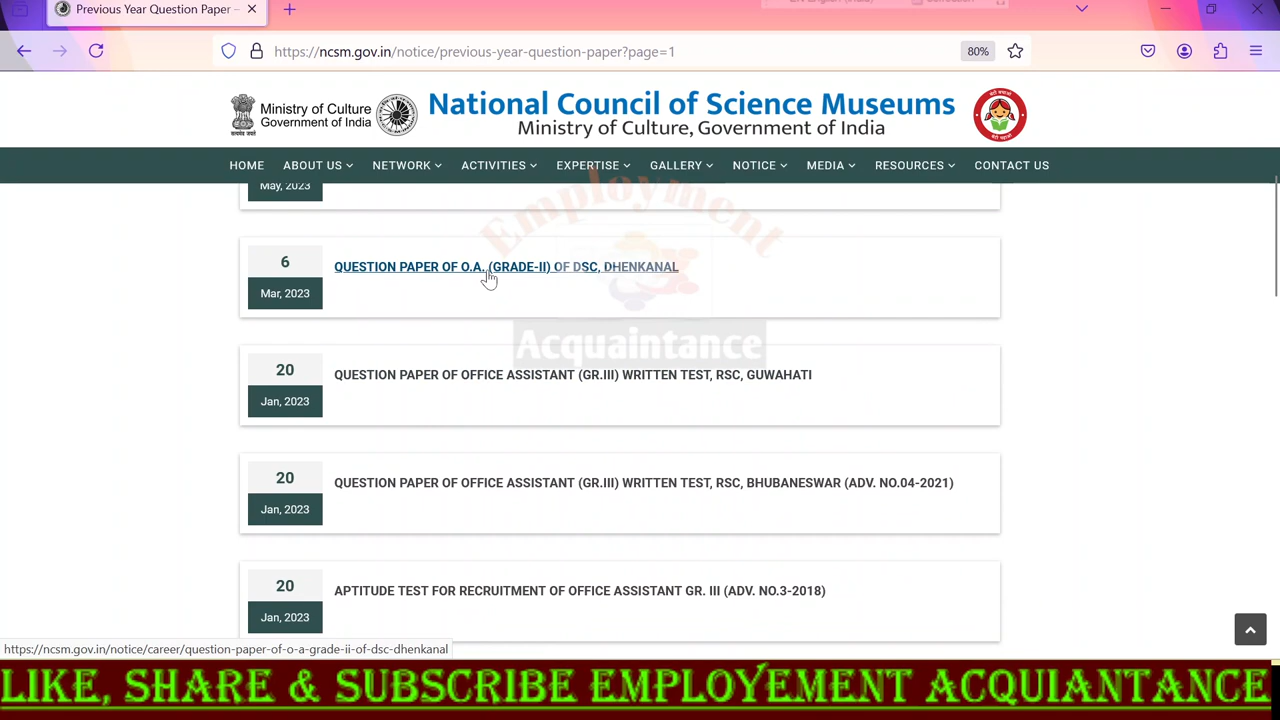 Previous Year Question Paper –
https://ncsm.gov.in/notice/previous-year-question-paper?page=1
80%
Ministry of Culture
Government of India
National Council of Science Museums
Ministry of Culture, Government of India
HOME ABOUT US NETWORK ACTIVITIES EXPERTISE GALLERY NOTICE MEDIA RESOURCES CONTACT US
May, 2023
Employment
6
Mar, 2023
QUESTION PAPER OF O.A. (GRADE-II) OF DSC, DHENKANAL
Acquaintance
20
Jan, 2023
QUESTION PAPER OF OFFICE ASSISTANT (GR.III) WRITTEN TEST, RSC, GUWAHATI
20
Jan, 2023
QUESTION PAPER OF OFFICE ASSISTANT (GR.III) WRITTEN TEST, RSC, BHUBANESWAR (ADV. NO.04-2021)
20
Jan, 2023
APTITUDE TEST FOR RECRUITMENT OF OFFICE ASSISTANT GR. III (ADV. NO.3-2018)
https://ncsm.gov.in/notice/career/question-paper-of-o-a-grade-ii-of-dsc-dhenkanal
LIKE, SHARE & SUBSCRIBE EMPLOYEMENT ACQUIANTANCE